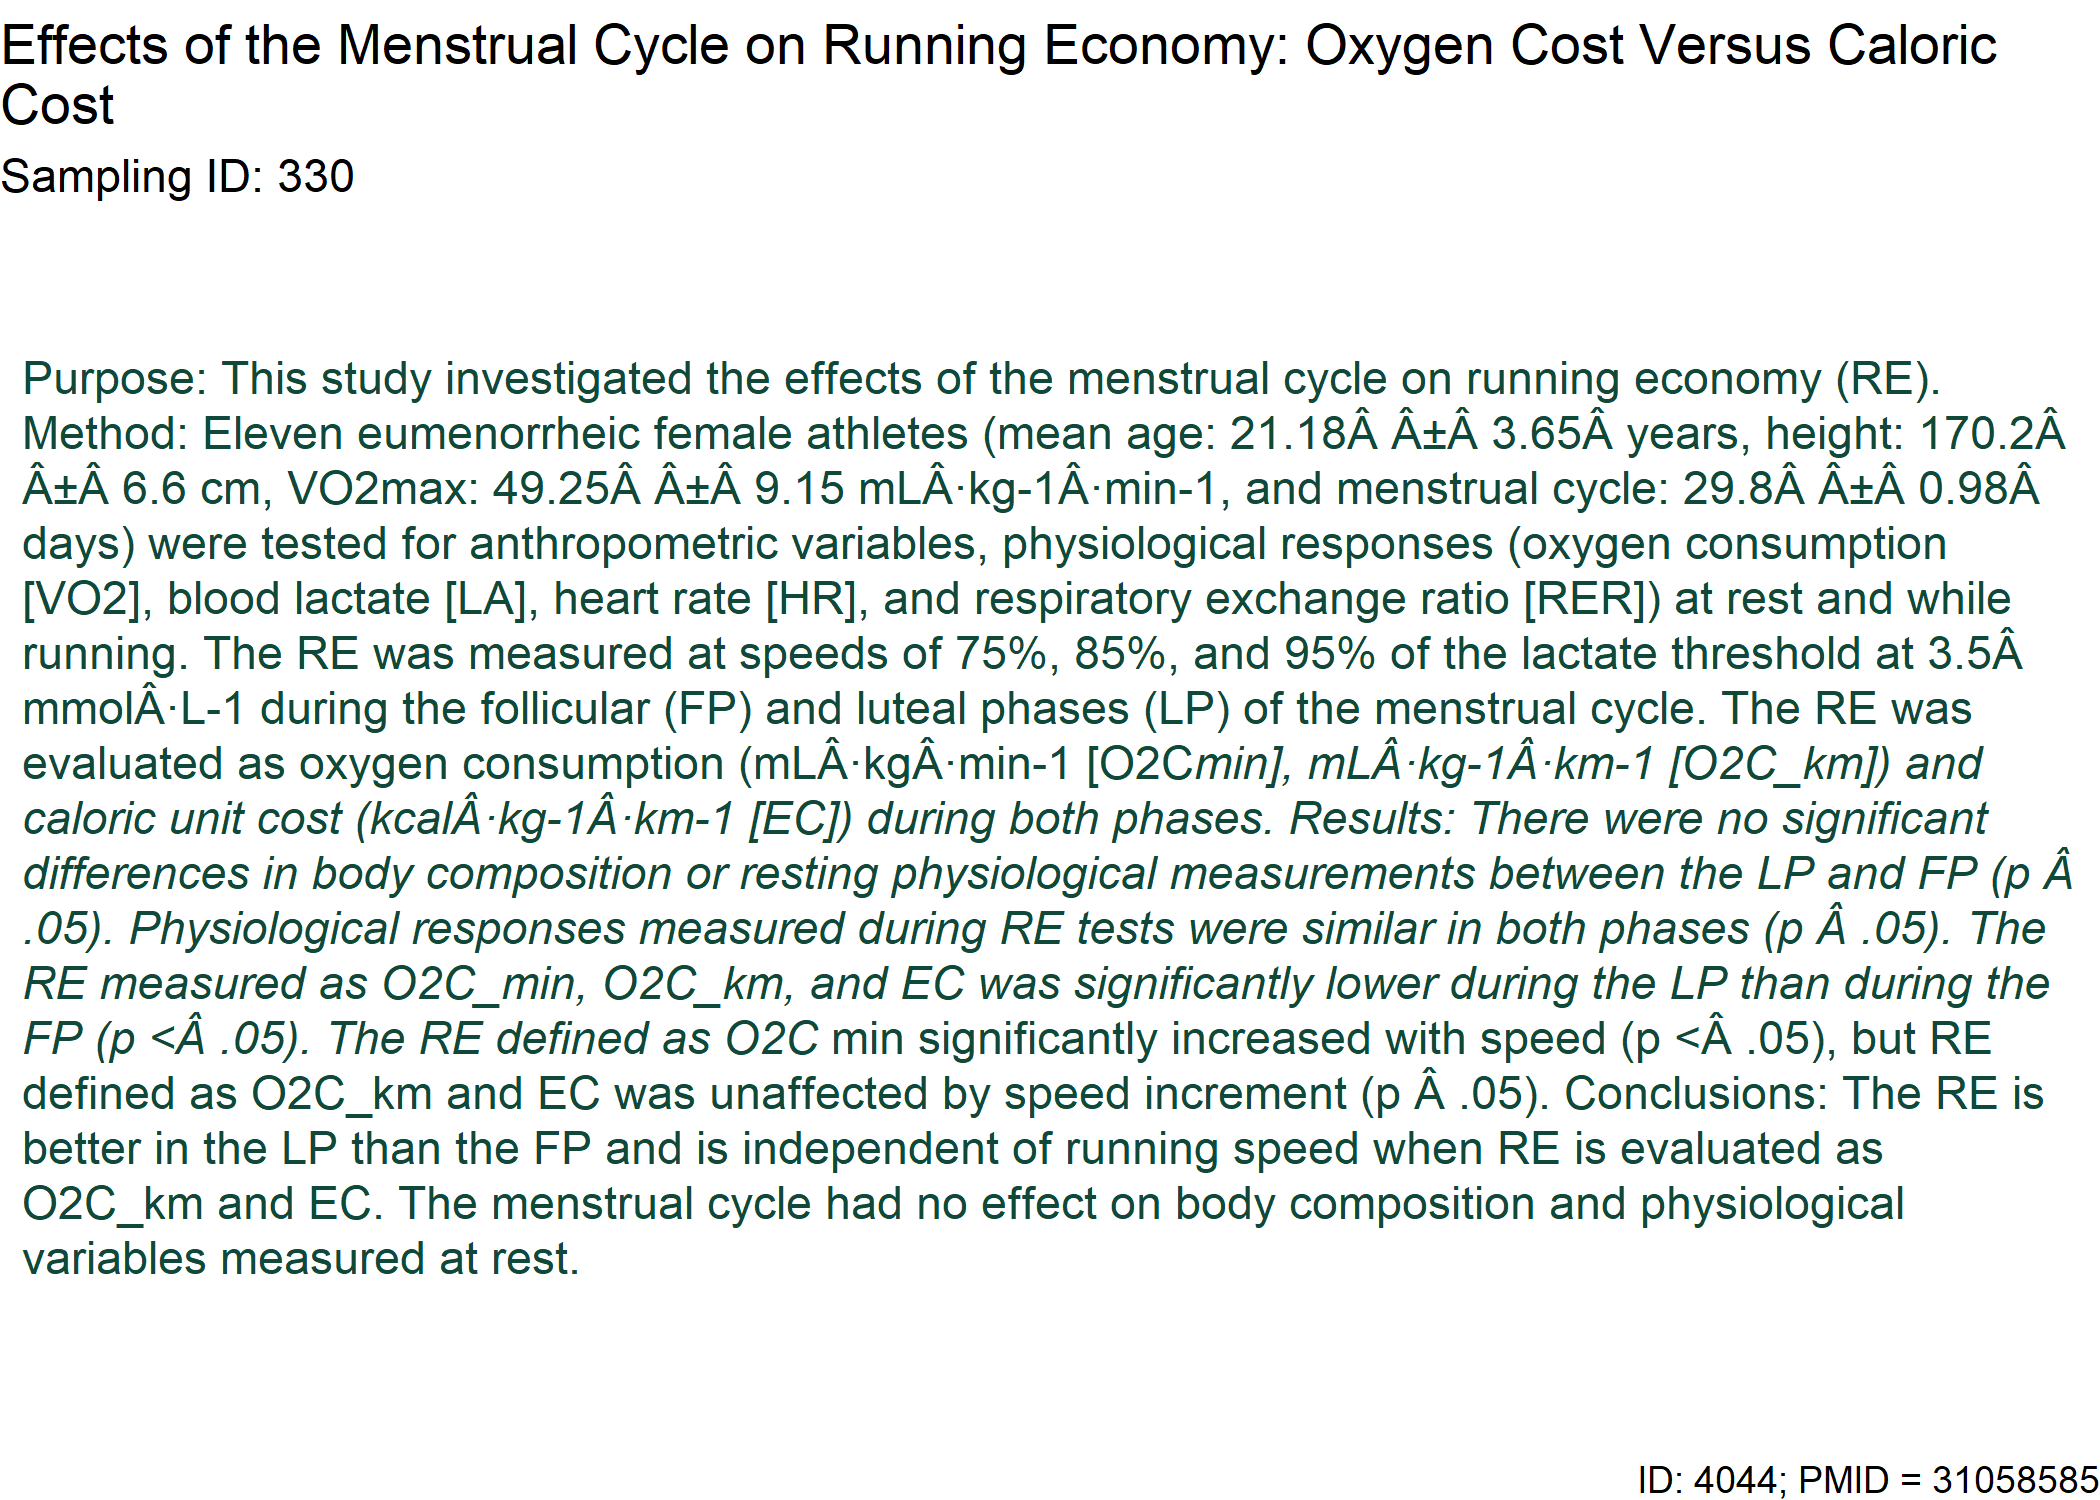 Effects of the Menstrual Cycle on Running Economy: Oxygen Cost Versus Caloric
Cost
Sampling ID: 330
Purpose: This study investigated the effects of the menstrual cycle on running economy (RE).
Method: Eleven eumenorrheic female athletes (mean age: 21.18Â Â±Â 3.65Â years, height: 170.2Â
Â±Â 6.6 cm, VO2max: 49.25Â Â±Â 9.15 mLÂ·kg-1Â·min-1, and menstrual cycle: 29.8Â Â±Â 0.98Â
days) were tested for anthropometric variables, physiological responses (oxygen consumption
[VO2], blood lactate [LA], heart rate [HR], and respiratory exchange ratio [RER]) at rest and while
running. The RE was measured at speeds of 75%, 85%, and 95% of the lactate threshold at 3.5Â
mmolÂ·L-1 during the follicular (FP) and luteal phases (LP) of the menstrual cycle. The RE was
evaluated as oxygen consumption (mLÂ·kgÂ·min-1 [O2Cmin], mLÂ·kg-1Â·km-1 [O2C_km]) and
caloric unit cost (kcalÂ·kg-1Â·km-1 [EC]) during both phases. Results: There were no significant
differences in body composition or resting physiological measurements between the LP and FP (p Â
.05). Physiological responses measured during RE tests were similar in both phases (p Â .05). The
RE measured as O2C_min, O2C_km, and EC was significantly lower during the LP than during the
FP (p <Â .05). The RE defined as O2C min significantly increased with speed (p <Â .05), but RE
defined as O2C_km and EC was unaffected by speed increment (p Â .05). Conclusions: The RE is
better in the LP than the FP and is independent of running speed when RE is evaluated as
O2C_km and EC. The menstrual cycle had no effect on body composition and physiological
variables measured at rest.
ID: 4044; PMID = 31058585